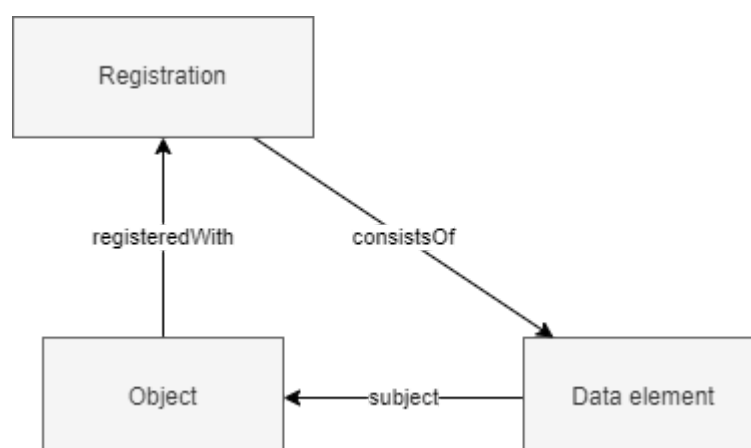 Registration
registeredWith
consistsOf
Object
subject
Data element